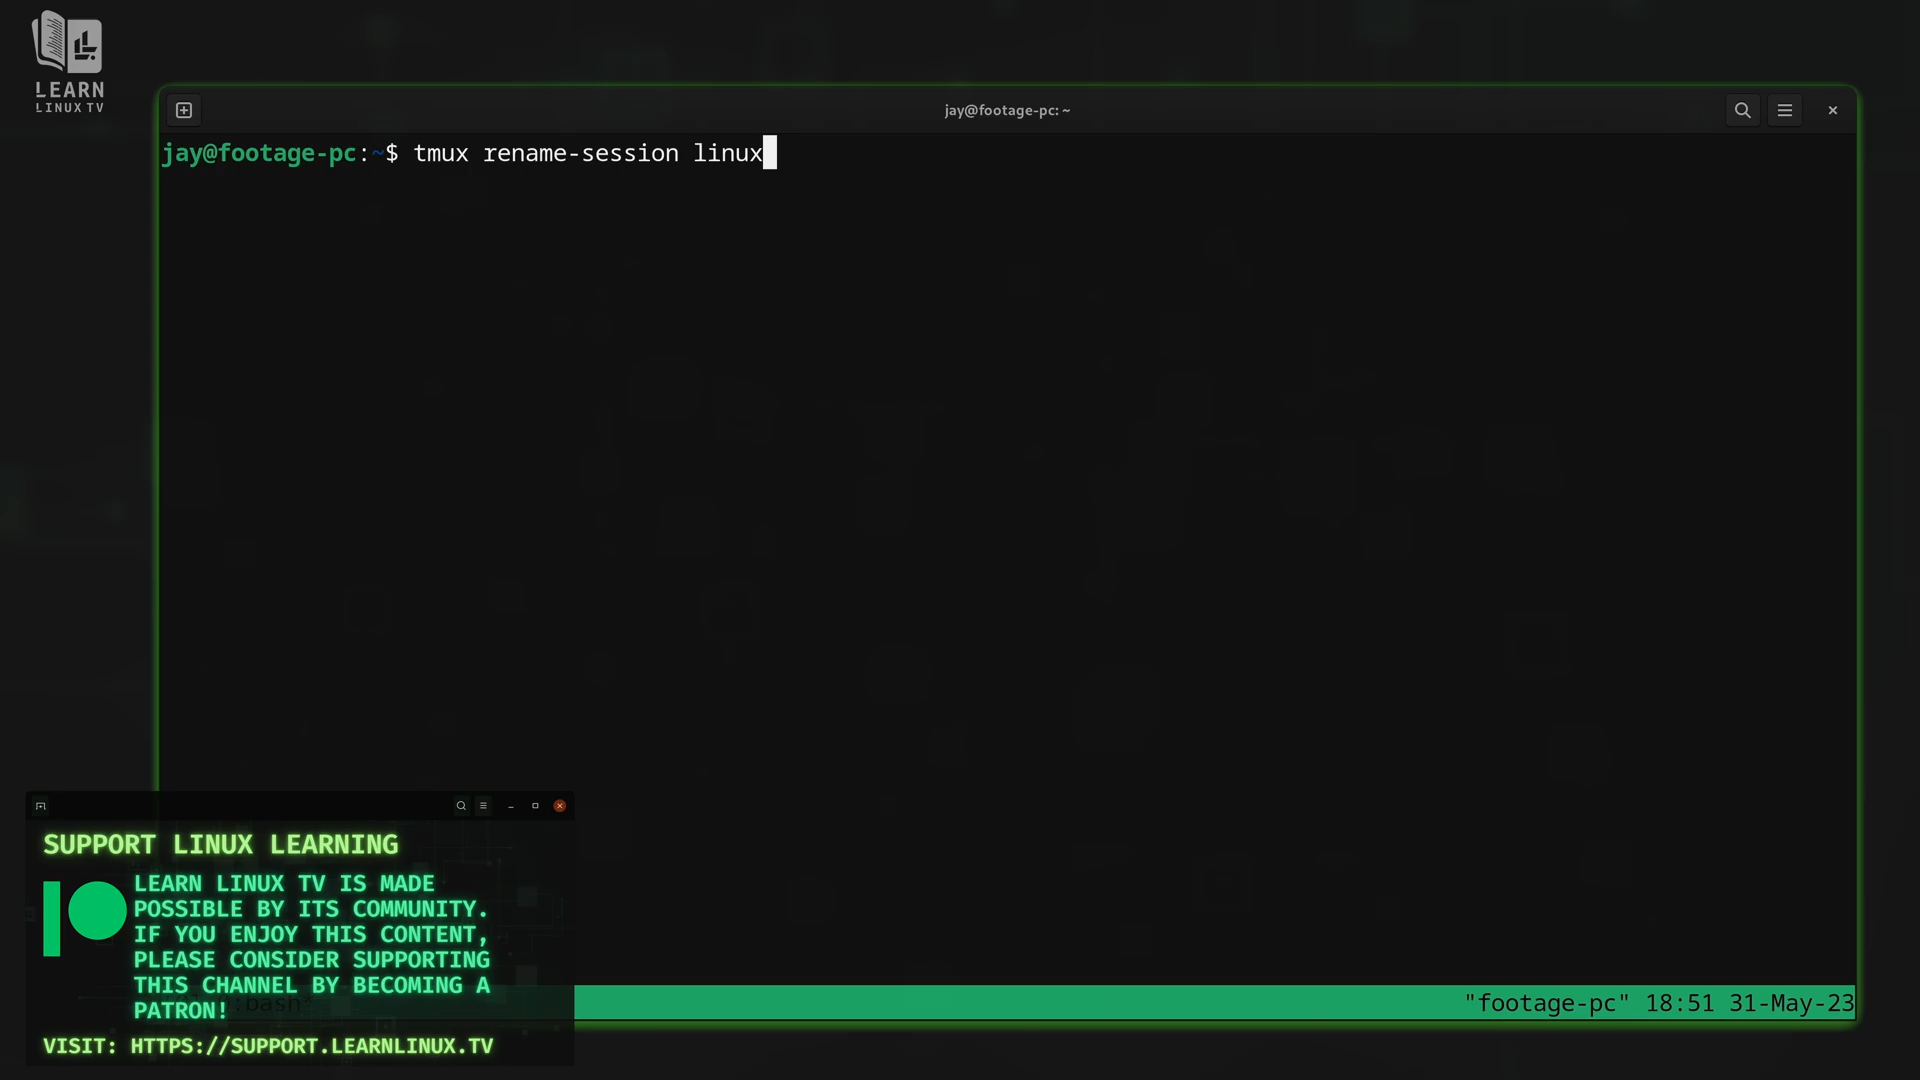 LEARN
LINUX TV
jay@footage-pc: ~
jay@footage-pc:~$ tmux rename-session linux
SUPPORT LINUX LEARNING
LEARN LINUX TV IS MADE
POSSIBLE BY ITS COMMUNITY.
IF YOU ENJOY THIS CONTENT,
PLEASE CONSIDER SUPPORTING
THIS CHANNEL BY BECOMING A
PATRON!
VISIT: HTTPS://SUPPORT.LEARNLINUX.TV
:bash*
"footage-pc" 18:51 31-May-23